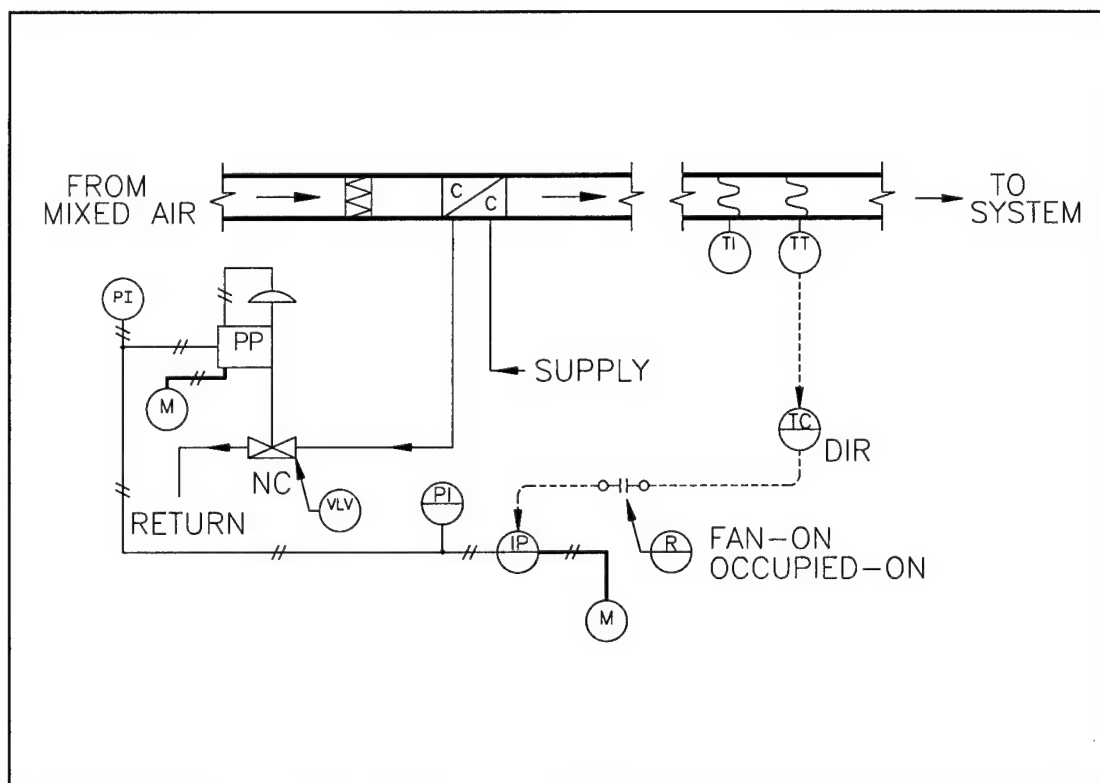 FROM
MIXED AIR
C
C
TO
SYSTEM
TI
TT
PI
PP
M
SUPPLY
TC
DIR
NC
VLV
RETURN
PI
IP
R
FAN-ON
OCCUPIED-ON
M